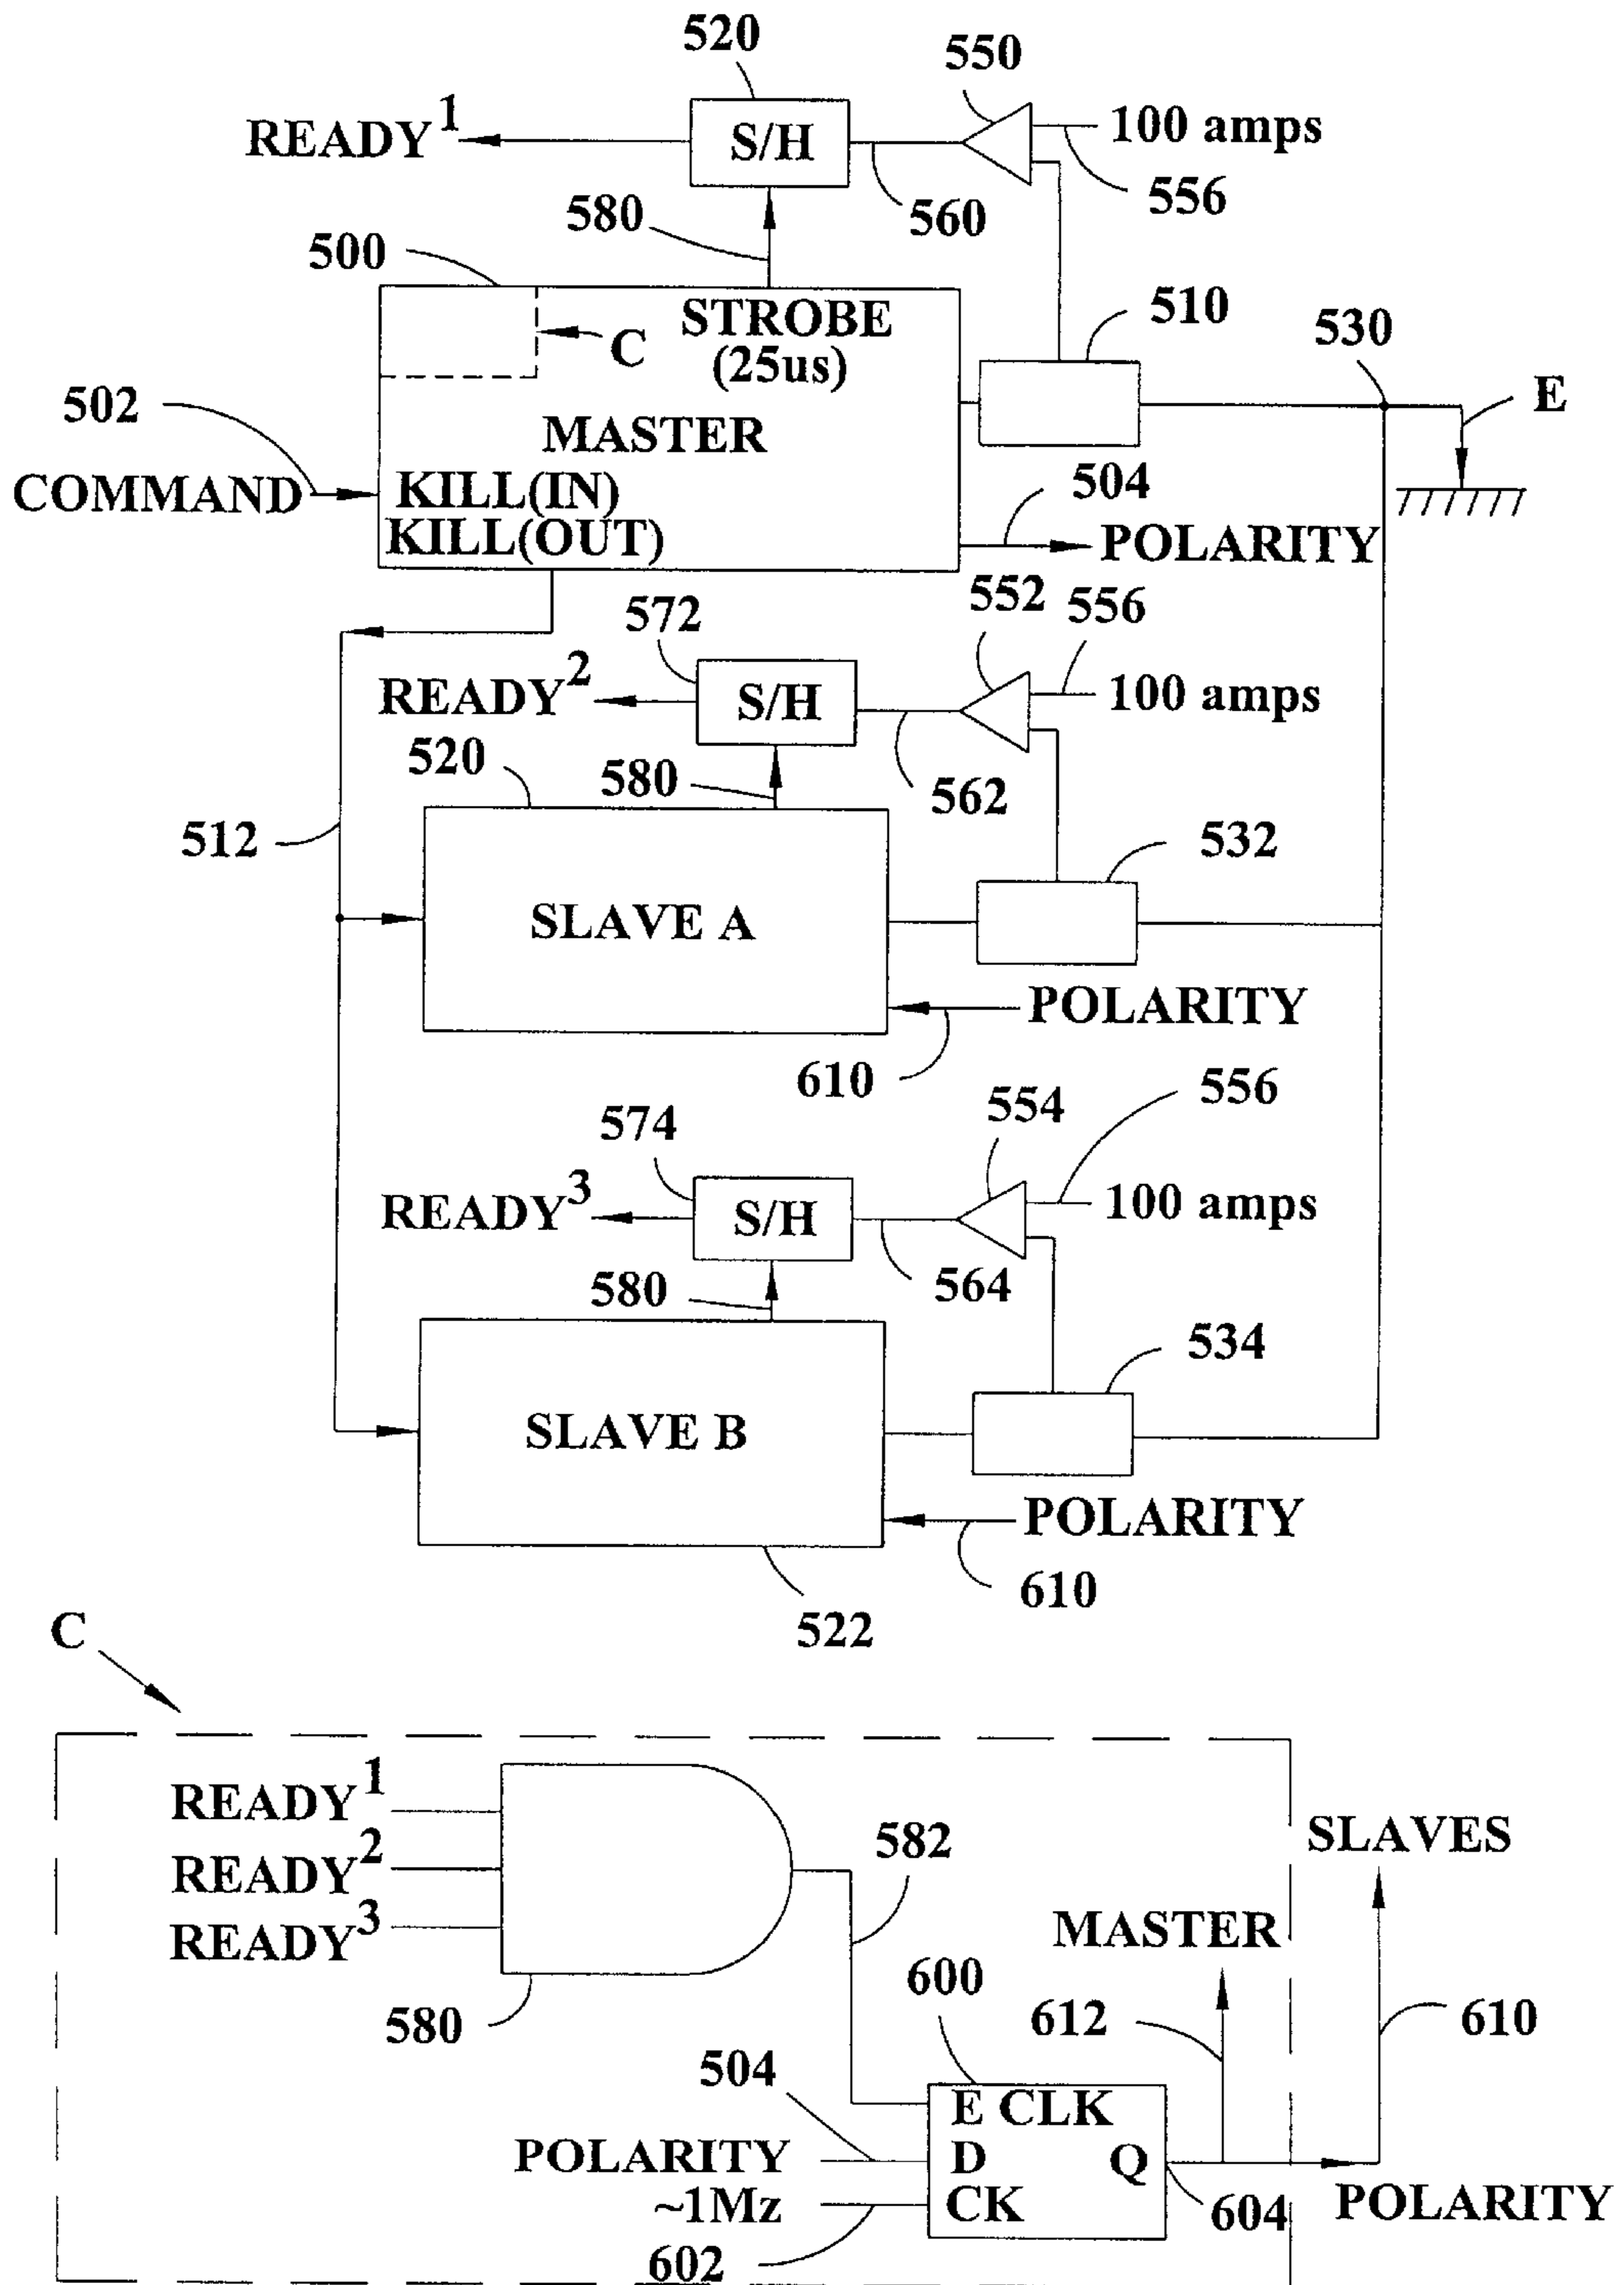 520
550
READY1
S/H
100 amps
556
580
560
500
STROBE
(25us)
C
510
530
E
502
MASTER
COMMAND
KILL(IN)
KILL(OUT)
504
POLARITY
572
552
556
READY2
S/H
100 amps
520
580
562
512
532
SLAVE A
POLARITY
610
574
554
556
READY3
S/H
100 amps
580
564
534
SLAVE B
POLARITY
610
522
C
READY1
READY2
READY3
582
SLAVES
MASTER
580
600
612
610
504
E CLK
POLARITY
D
Q
~1Mz
CK
604
POLARITY
602